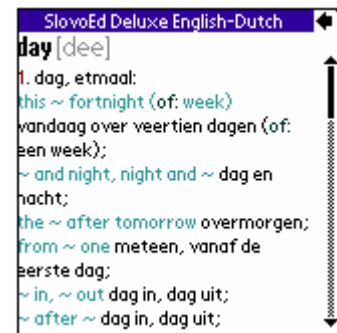 SlovoEd Deluxe English-Dutch
day [dee]
1. dag, etmaal:
this ~ fortnight (of: week)
vandaag over veertien dagen (of:
een week);
~ and night, night and ~ dag en
nacht;
the ~ after tomorrow overmorgen;
from ~ one meteen, vanaf de
eerste dag;
~ in, ~ out dag in, dag uit;
~ after ~ dag in, dag uit;